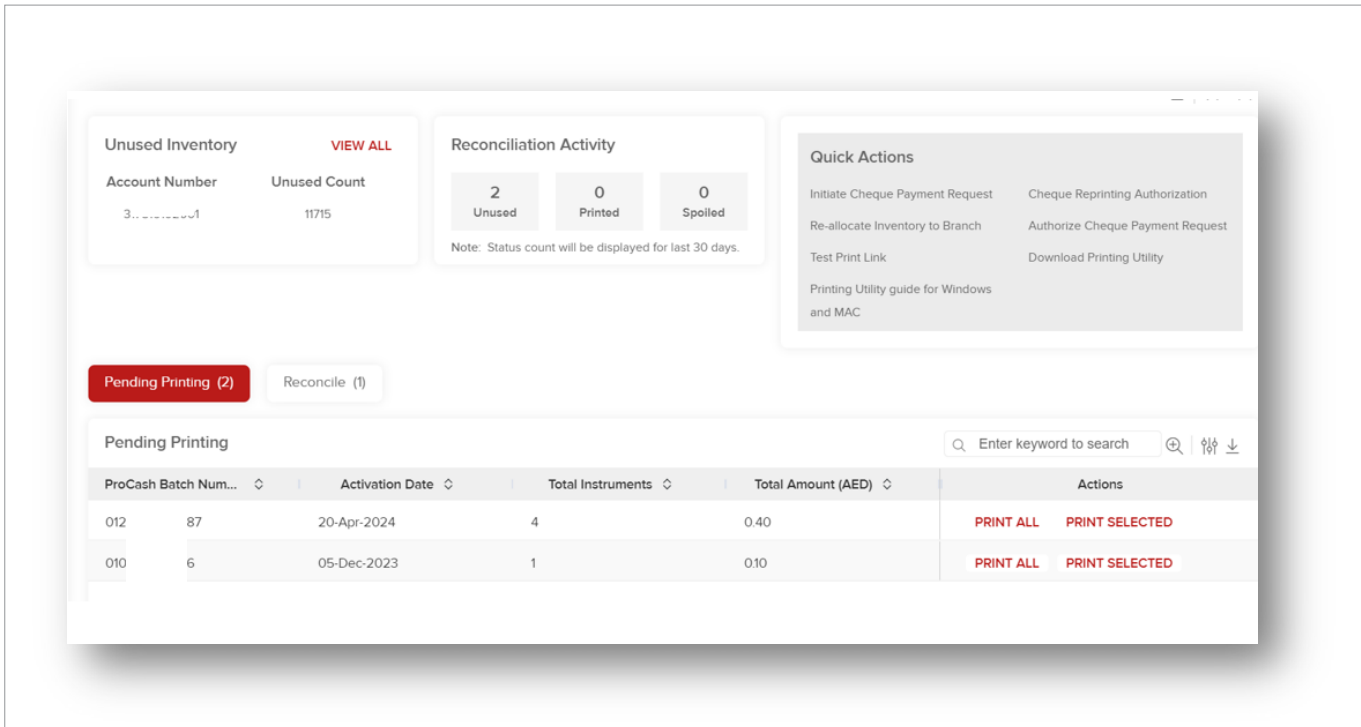 Unused Inventory VIEW ALL
Account Number Unused Count
11715
Reconciliation Activity
2 0 0
Unused Printed Spoiled
Note: Status count will be displayed for last 30 days.
Quick Actions
Initiate Cheque Payment Request Cheque Reprinting Authorization
Re-allocate Inventory to Branch Authorize Cheque Payment Request
Test Print Link Download Printing Utility
Printing Utility guide for Windows
and MAC
Pending Printing (2) Reconcile (1)
Pending Printing Enter keyword to search
ProCash Batch Num... Activation Date Total Instruments Total Amount (AED) Actions
012 87 20-Apr-2024 4 0.40 PRINT ALL PRINT SELECTED
010 6 05-Dec-2023 1 0.10 PRINT ALL PRINT SELECTED